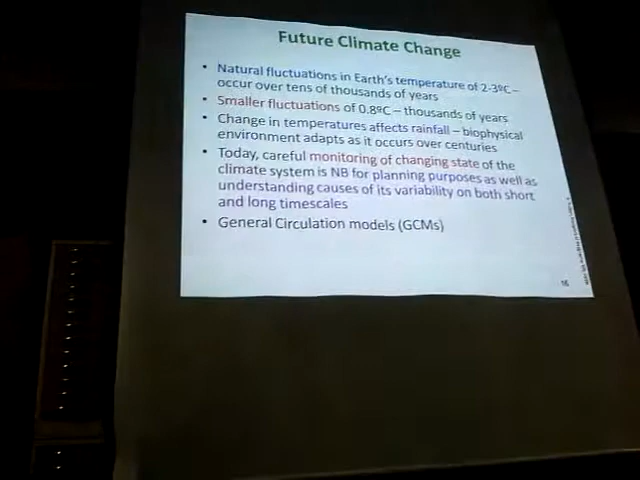 Future Climate Change
• Natural fluctuations in Earth's temperature of 2-3ºC –
occur over tens of thousands of years
• Smaller fluctuations of 0.8ºC – thousands of years
• Change in temperatures affects rainfall – biophysical
environment adapts as it occurs over centuries
• Today, careful monitoring of changing state of the
climate system is NB for planning purposes as well as
understanding causes of its variability on both short
and long timescales
• General Circulation models (GCMs)
16